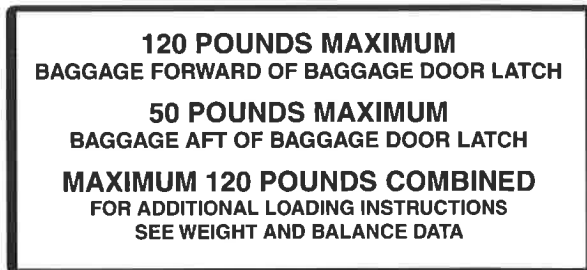 120 POUNDS MAXIMUM
BAGGAGE FORWARD OF BAGGAGE DOOR LATCH
50 POUNDS MAXIMUM
BAGGAGE AFT OF BAGGAGE DOOR LATCH
MAXIMUM 120 POUNDS COMBINED
FOR ADDITIONAL LOADING INSTRUCTIONS
SEE WEIGHT AND BALANCE DATA